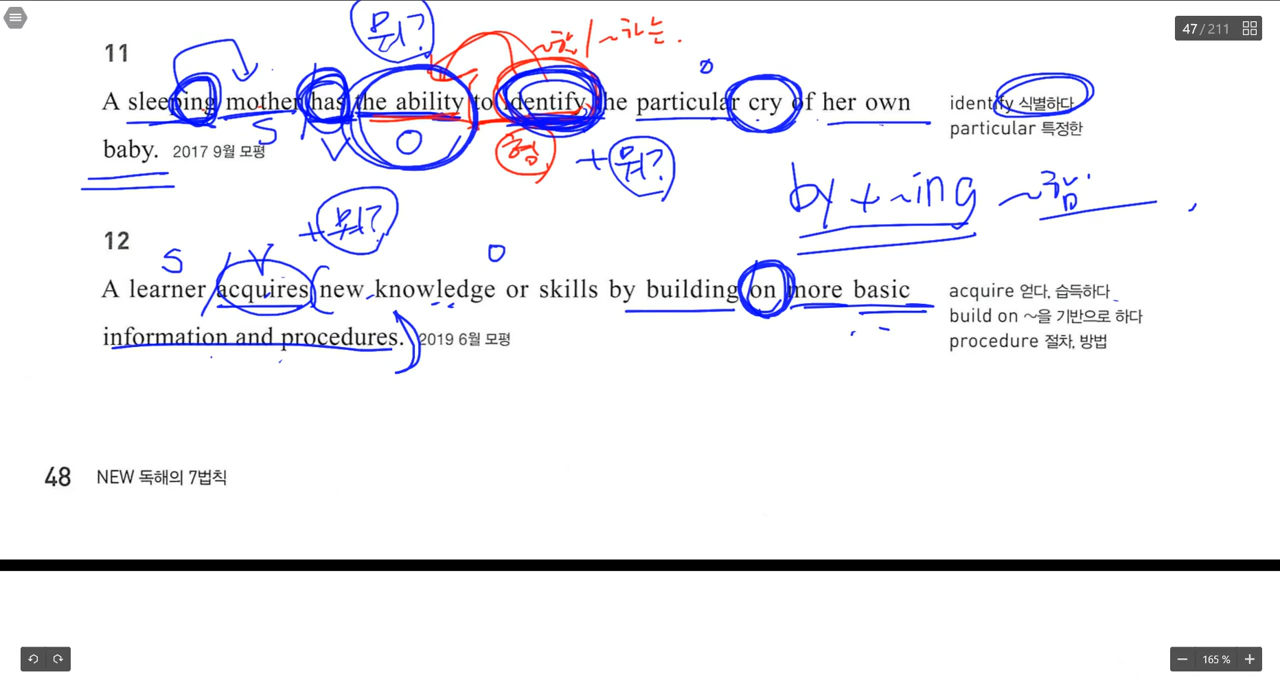 47 / 211
뭐?
~할 / ~하는.
11
o
A sleeping mother has the ability to identify the particular cry of her own
identify 식별하다
particular 특정한
S
V
O
형
+ 뭐?
baby. 2017 9월 모평
by + ~ing ~함.
+ 뭐?
12
S / V
O
A learner acquires new knowledge or skills by building on more basic
acquire 얻다, 습득하다
build on ~을 기반으로 하다
information and procedures. 2019 6월 모평
procedure 절차, 방법
48 NEW 독해의 7법칙
165 %